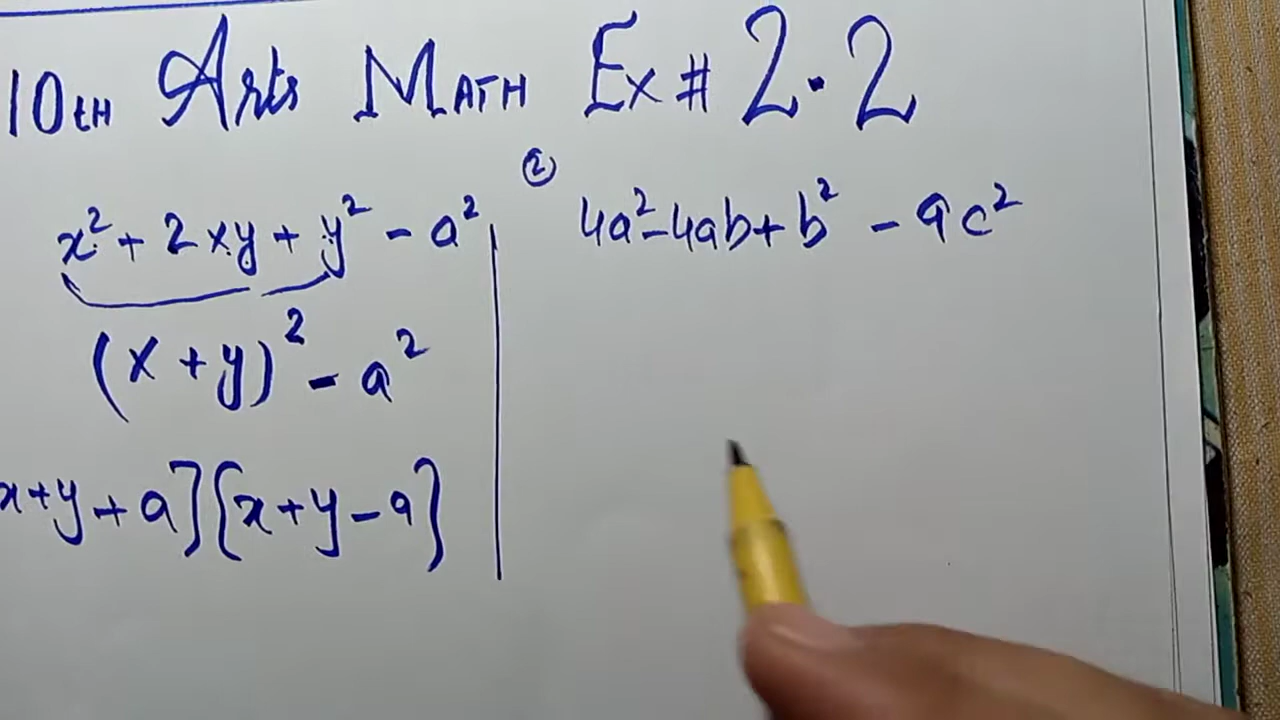 10th Arts Math Ex # 2.2
x² + 2xy + y² - a²
(x + y)² - a²
x+y+a][x+y-a]
②
4a²-4ab+b² - 9c²